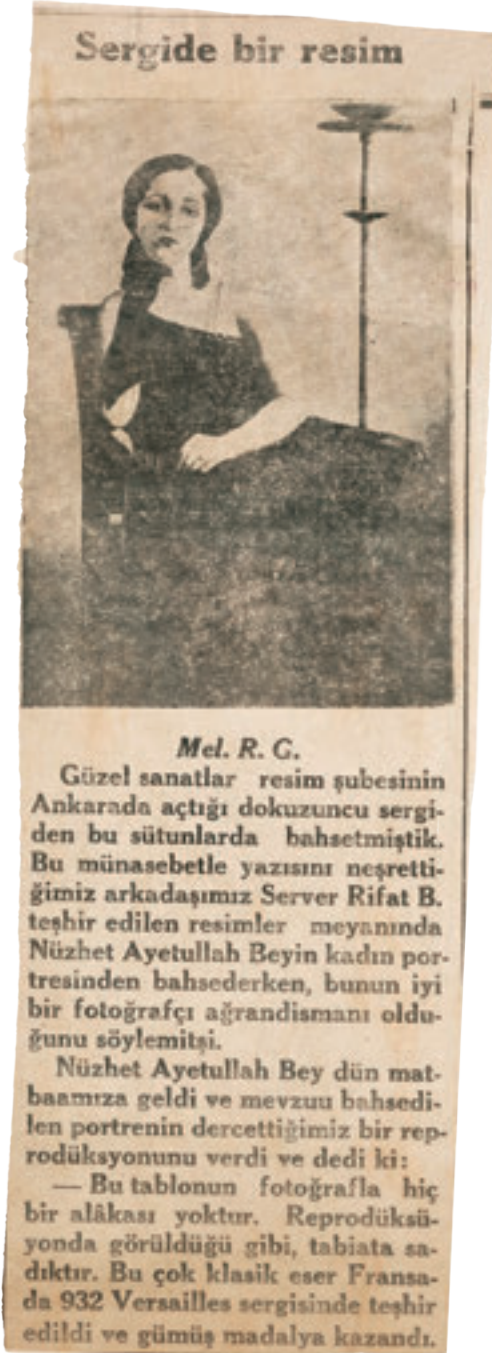 Sergide bir resim
Mel. R. G.
Güzel sanatlar resim şubesinin
Ankarada açtığı dokuzuncu sergi-
den bu sütunlarda bahsetmiştik.
Bu münasebetle yazısını neşretti-
ğimiz arkadaşımız Server Rifat B.
teşhir edilen resimler meyanında
Nüzhet Ayetullah Beyin kadın por-
tresinden bahsederken, bunun iyi
bir fotoğrafçı ağrandismanı oldu-
ğunu söylemitşi.
Nüzhet Ayetullah Bey dün mat-
baamıza geldi ve mevzuu bahsedi-
len portrenin dercettiğimiz bir rep-
rodüksyonunu verdi ve dedi ki:
— Bu tablonun fotoğrafla hiç
bir alâkası yoktur. Reprodüksü-
yonda görüldüğü gibi, tabiata sa-
dıktır. Bu çok klasik eser Fransa-
da 932 Versailles sergisinde teşhir
edildi ve gümüş madalya kazandı.